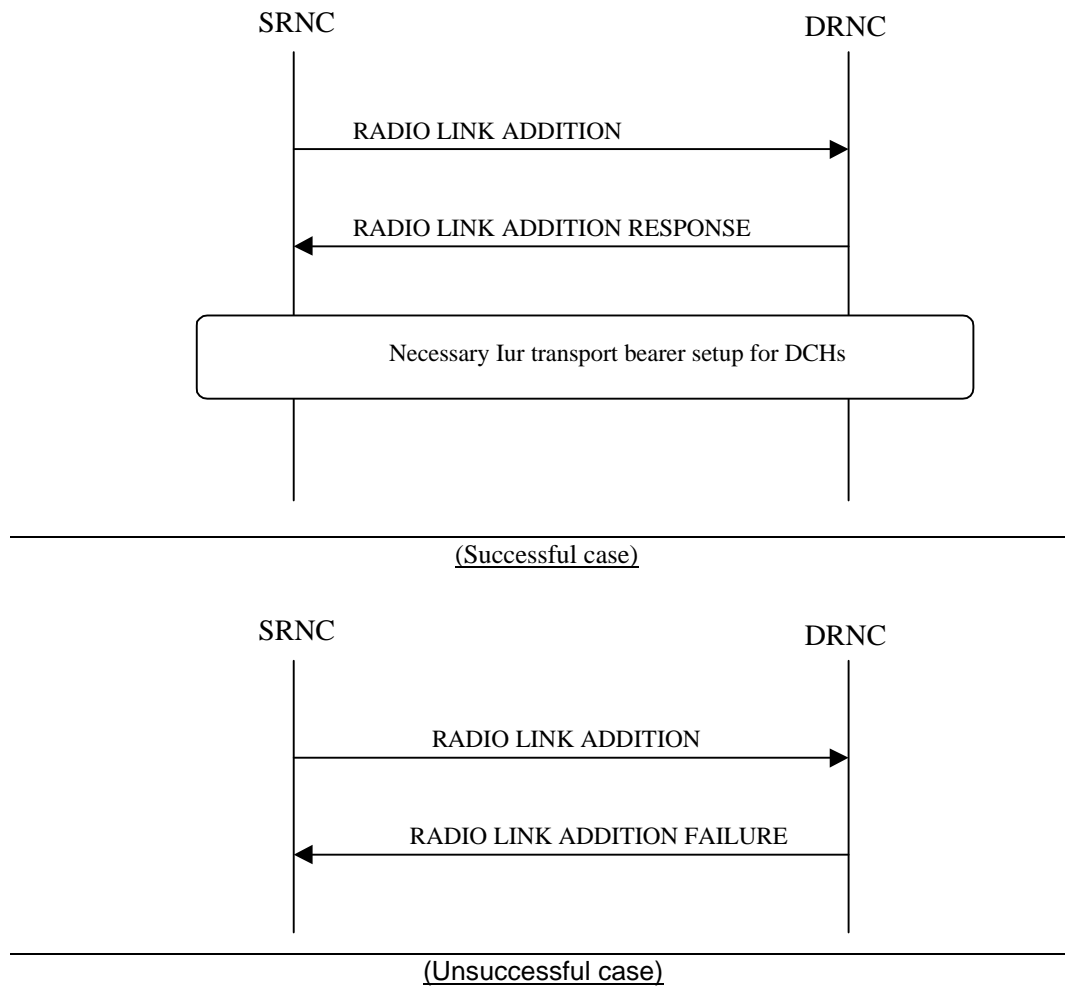 SRNC
DRNC
RADIO LINK ADDITION
RADIO LINK ADDITION RESPONSE
Necessary Iur transport bearer setup for DCHs
(Successful case)
SRNC
DRNC
RADIO LINK ADDITION
RADIO LINK ADDITION FAILURE
(Unsuccessful case)